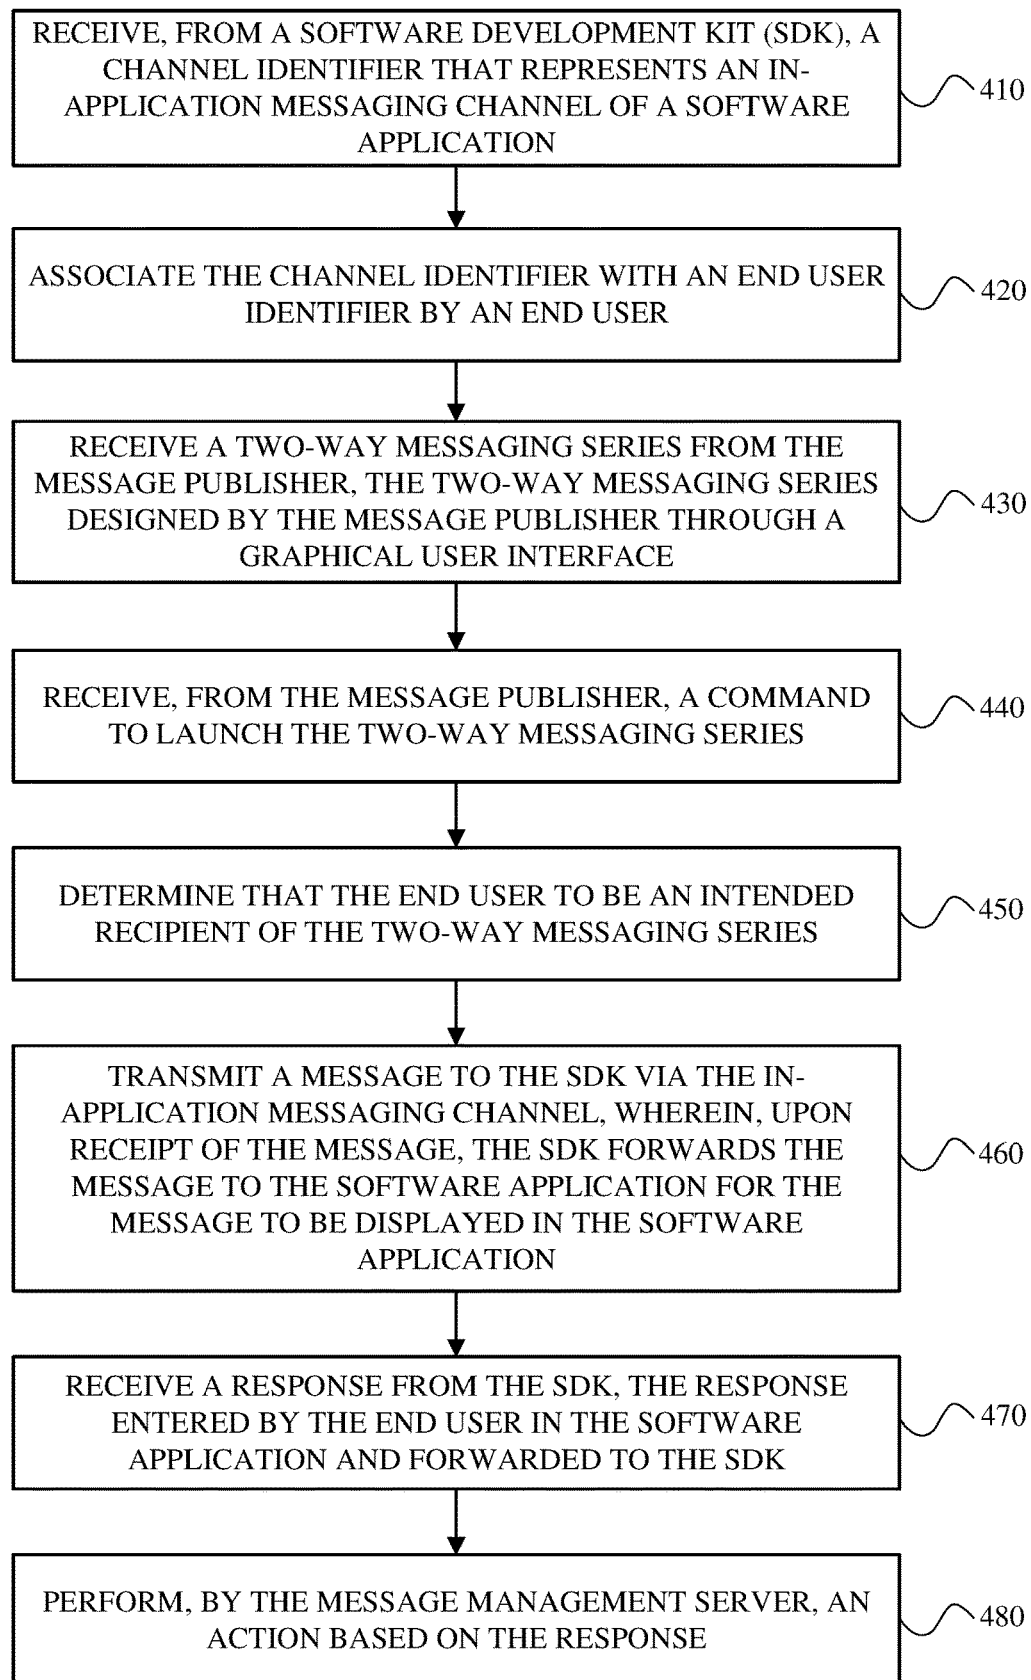 RECEIVE, FROM A SOFTWARE DEVELOPMENT KIT (SDK), A
CHANNEL IDENTIFIER THAT REPRESENTS AN IN-
APPLICATION MESSAGING CHANNEL OF A SOFTWARE
APPLICATION
410
ASSOCIATE THE CHANNEL IDENTIFIER WITH AN END USER
IDENTIFIER BY AN END USER
420
RECEIVE A TWO-WAY MESSAGING SERIES FROM THE
MESSAGE PUBLISHER, THE TWO-WAY MESSAGING SERIES
DESIGNED BY THE MESSAGE PUBLISHER THROUGH A
GRAPHICAL USER INTERFACE
430
RECEIVE, FROM THE MESSAGE PUBLISHER, A COMMAND
TO LAUNCH THE TWO-WAY MESSAGING SERIES
440
DETERMINE THAT THE END USER TO BE AN INTENDED
RECIPIENT OF THE TWO-WAY MESSAGING SERIES
450
TRANSMIT A MESSAGE TO THE SDK VIA THE IN-
APPLICATION MESSAGING CHANNEL, WHEREIN, UPON
RECEIPT OF THE MESSAGE, THE SDK FORWARDS THE
MESSAGE TO THE SOFTWARE APPLICATION FOR THE
MESSAGE TO BE DISPLAYED IN THE SOFTWARE
APPLICATION
460
RECEIVE A RESPONSE FROM THE SDK, THE RESPONSE
ENTERED BY THE END USER IN THE SOFTWARE
APPLICATION AND FORWARDED TO THE SDK
470
PERFORM, BY THE MESSAGE MANAGEMENT SERVER, AN
ACTION BASED ON THE RESPONSE
480